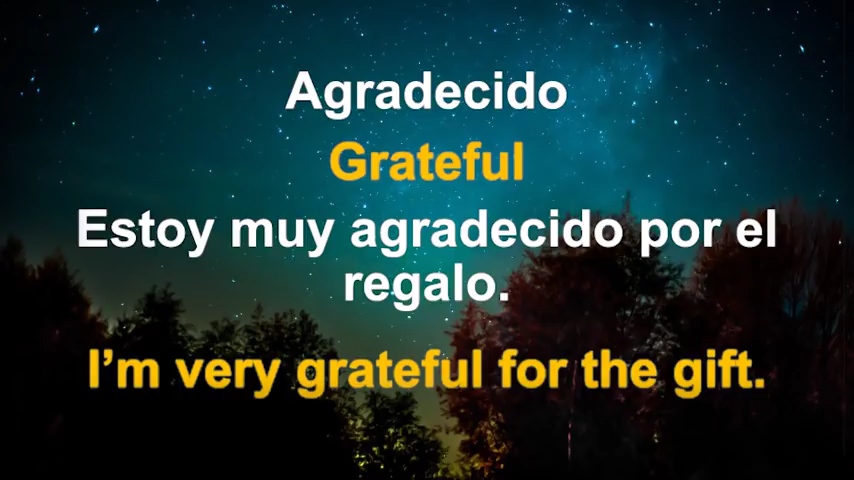 Agradecido
Grateful
Estoy muy agradecido por el
regalo.
I’m very grateful for the gift.